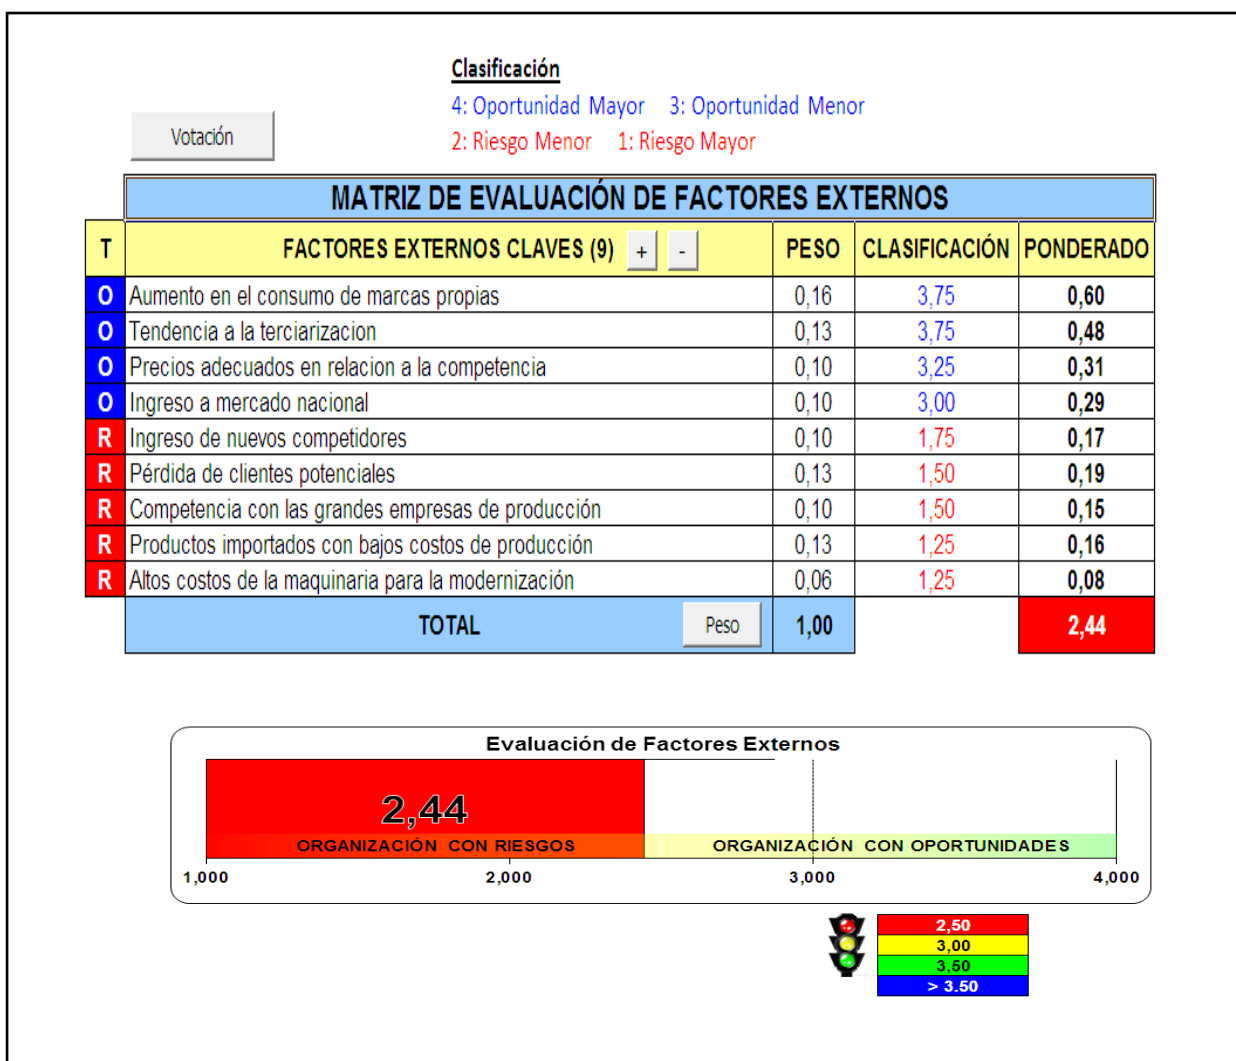 Clasificación
4: Oportunidad Mayor 3: Oportunidad Menor
2: Riesgo Menor 1: Riesgo Mayor
Votación
MATRIZ DE EVALUACIÓN DE FACTORES EXTERNOS
T FACTORES EXTERNOS CLAVES (9) + - PESO CLASIFICACIÓN PONDERADO
O Aumento en el consumo de marcas propias 0,16 3,75 0,60
O Tendencia a la terciarizacion 0,13 3,75 0,48
O Precios adecuados en relacion a la competencia 0,10 3,25 0,31
O Ingreso a mercado nacional 0,10 3,00 0,29
R Ingreso de nuevos competidores 0,10 1,75 0,17
R Pérdida de clientes potenciales 0,13 1,50 0,19
R Competencia con las grandes empresas de producción 0,10 1,50 0,15
R Productos importados con bajos costos de producción 0,13 1,25 0,16
R Altos costos de la maquinaria para la modernización 0,06 1,25 0,08
TOTAL Peso 1,00 2,44
Evaluación de Factores Externos
2,44
ORGANIZACIÓN CON RIESGOS ORGANIZACIÓN CON OPORTUNIDADES
1,000 2,000 3,000 4,000
2,50
3,00
3,50
> 3.50